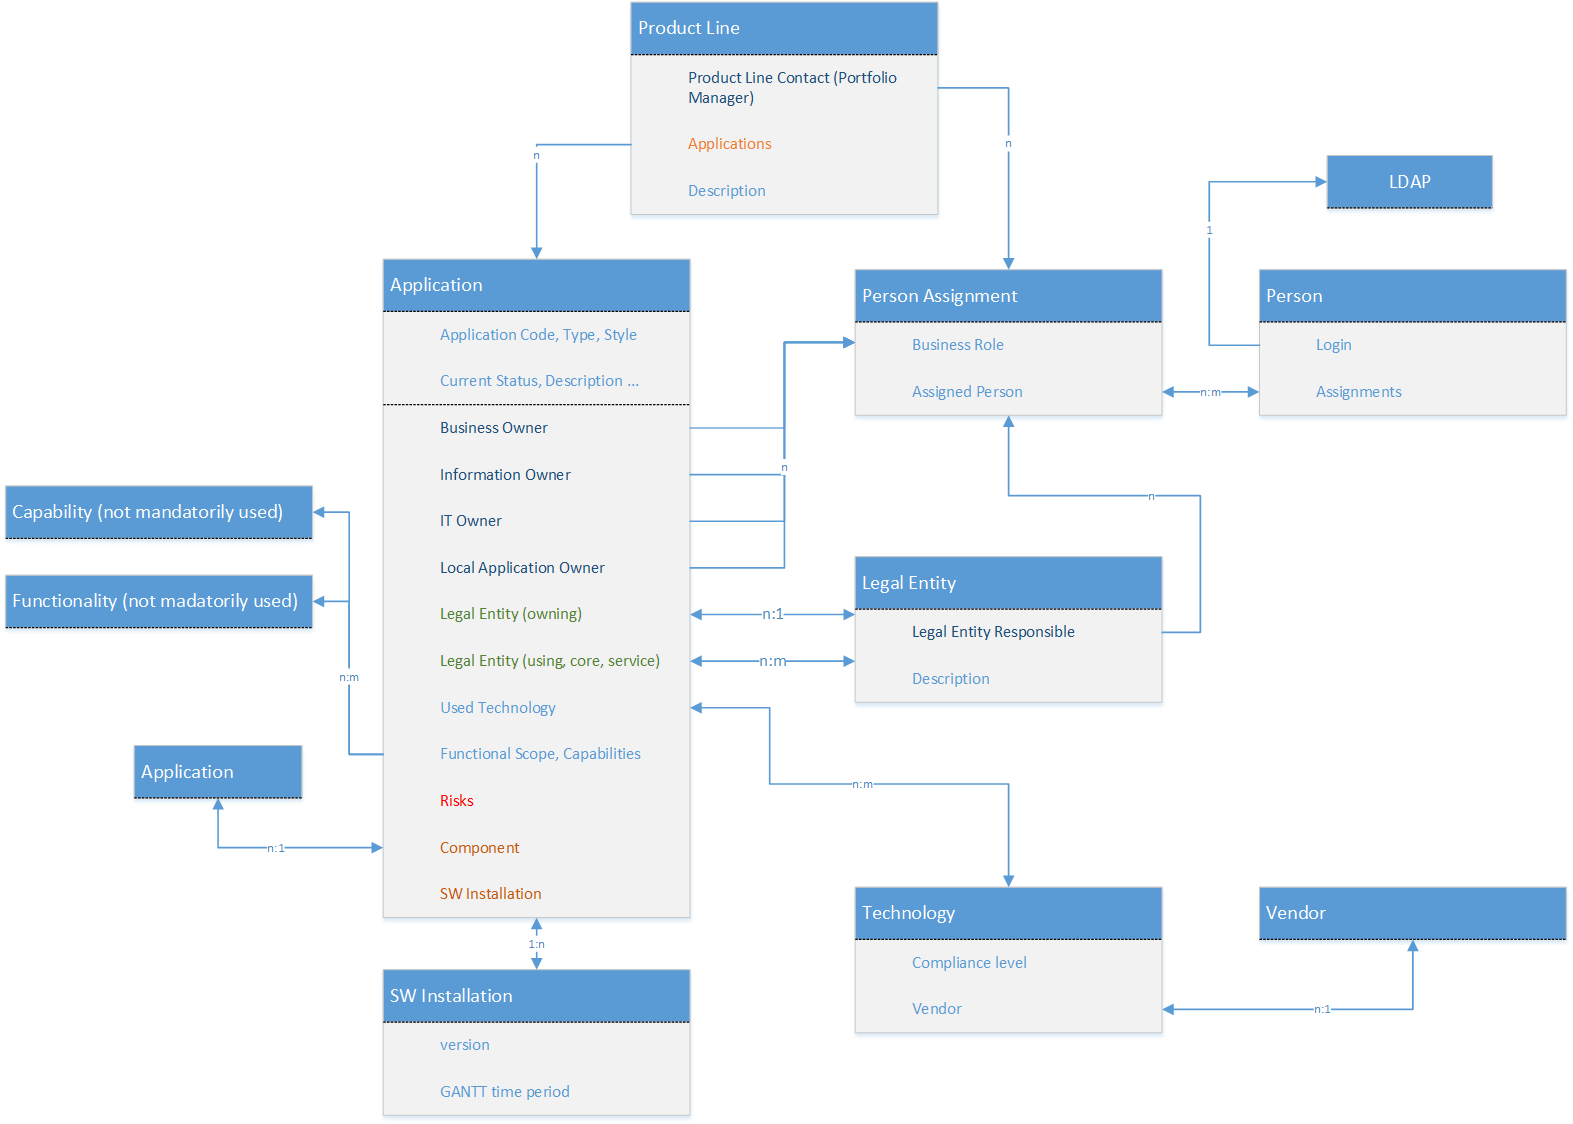 Product Line
Product Line Contact (Portfolio
Manager)
Applications
Description
n
n
LDAP
1
Application
Application Code, Type, Style
Current Status, Description ...
Business Owner
Information Owner
IT Owner
Local Application Owner
Legal Entity (owning)
Legal Entity (using, core, service)
Used Technology
Functional Scope, Capabilities
Risks
Component
SW Installation
Person Assignment
Business Role
Assigned Person
n:m
Person
Login
Assignments
n
n
Capability (not mandatorily used)
Functionality (not madatorily used)
n:m
Legal Entity
Legal Entity Responsible
Description
n:1
n:m
Application
n:1
n:m
Technology
Compliance level
Vendor
n:1
Vendor
1:n
SW Installation
version
GANTT time period